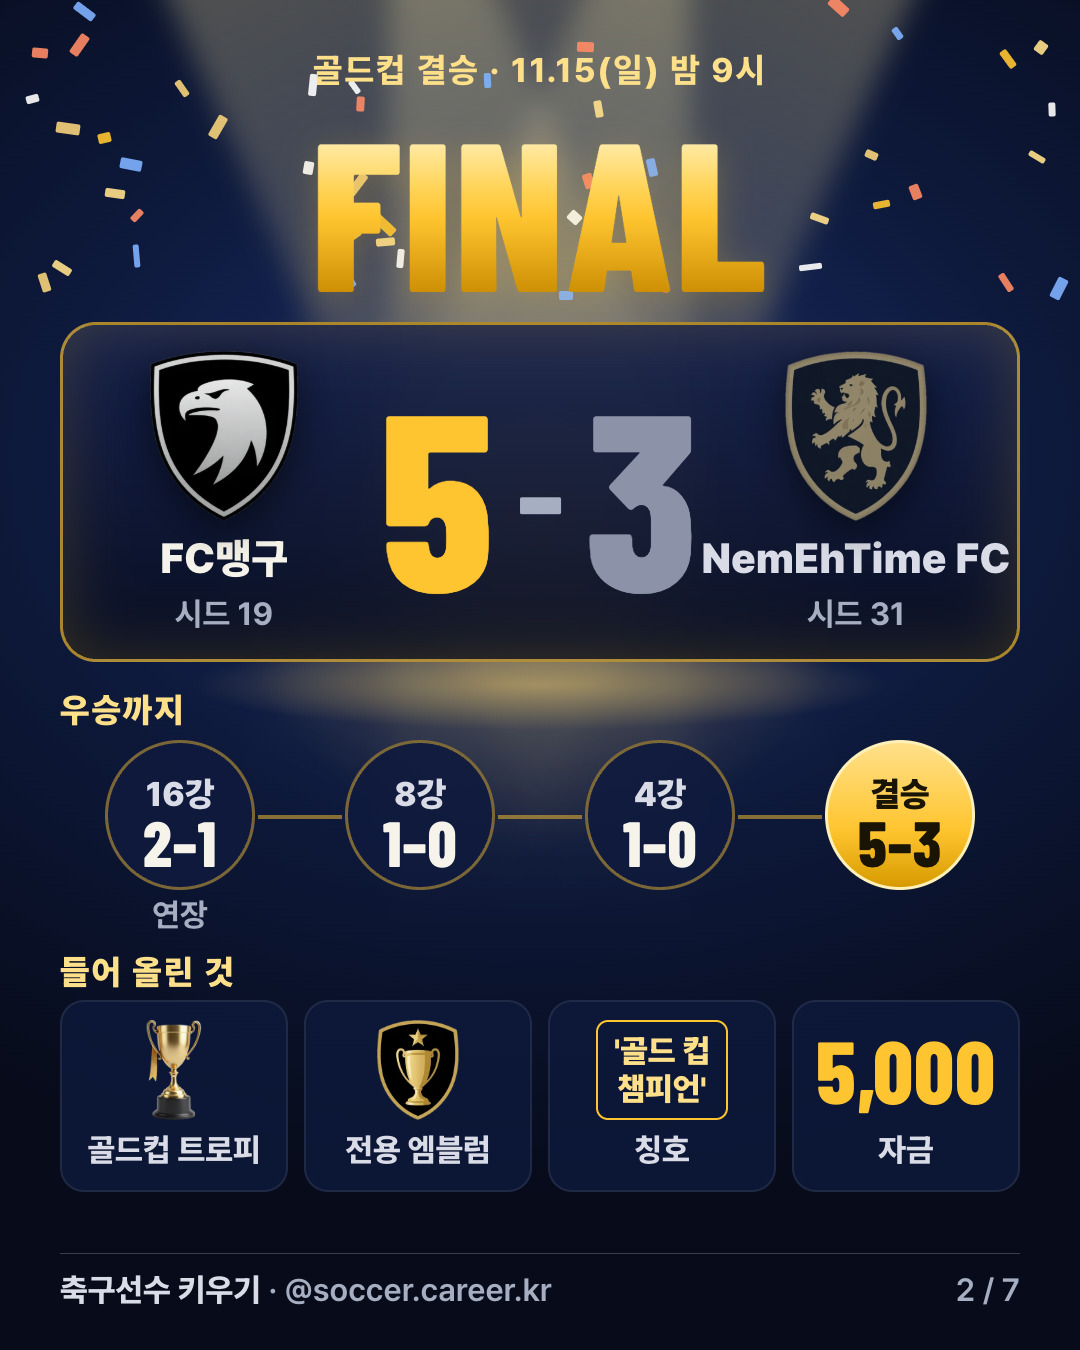 골드컵 결승 · 11.15(일) 밤 9시
FINAL
5 - 3
FC맹구
시드 19
NemEhTime FC
시드 31
우승까지
16강
2-1
연장
8강
1-0
4강
1-0
결승
5-3
들어 올린 것
골드컵 트로피
전용 엠블럼
'골드 컵
챔피언'
칭호
5,000
자금
축구선수 키우기 · @soccer.career.kr
2 / 7